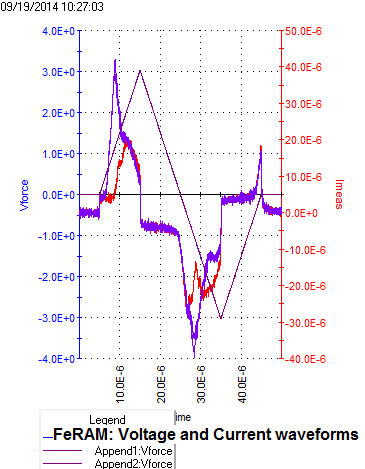 09/19/2014 10:27:03
4.0E+0
3.0E+0
2.0E+0
1.0E+0
0.0E+0
-1.0E+0
-2.0E+0
-3.0E+0
-4.0E+0
Vforce
50.0E-6
40.0E-6
30.0E-6
20.0E-6
10.0E-6
0.0E+0
-10.0E-6
-20.0E-6
-30.0E-6
-40.0E-6
Imeas
10.0E-6
20.0E-6
30.0E-6
40.0E-6
ime
Legend
FeRAM: Voltage and Current waveforms
Append1:Vforce
Append2:Vforce